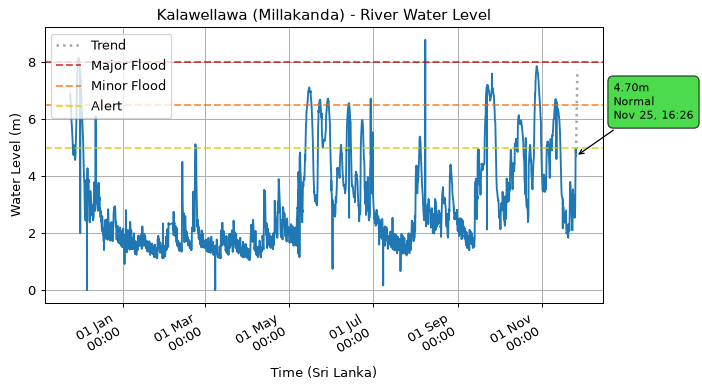 Kalawellawa (Millakanda) - River Water Level
Trend
Major Flood
Minor Flood
Alert
4.70m
Normal
Nov 25, 16:26
Water Level (m)
8
6
4
2
0
01 Jan
00:00
01 Mar
00:00
01 May
00:00
01 Jul
00:00
01 Sep
00:00
01 Nov
00:00
Time (Sri Lanka)